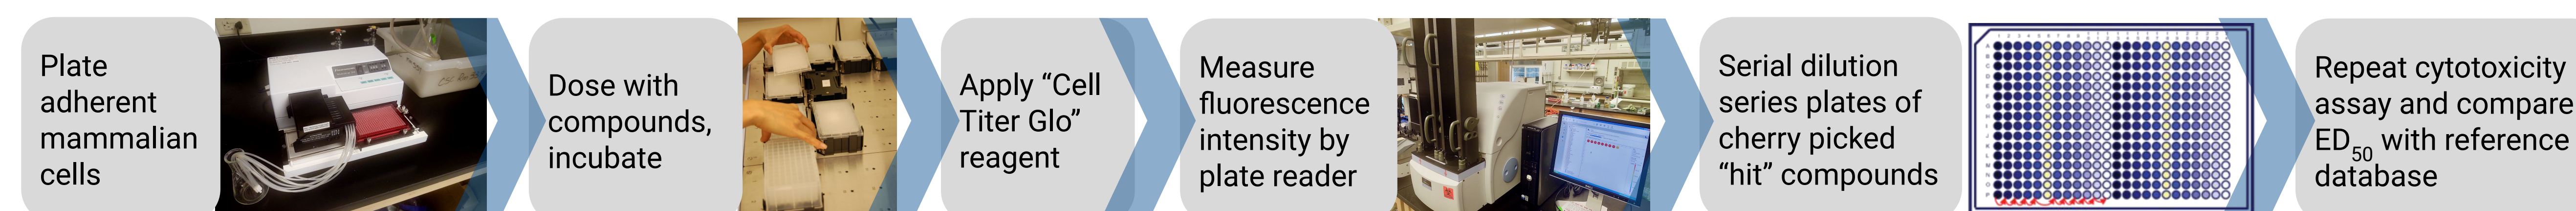 Plate
adherent
mammalian
cells
Dose with
compounds,
incubate
Apply “Cell
Titer Glo”
reagent
Measure
fluorescence
intensity by
plate reader
Serial dilution
series plates of
cherry picked
“hit” compounds
Repeat cytotoxicity
assay and compare
ED50 with reference
database